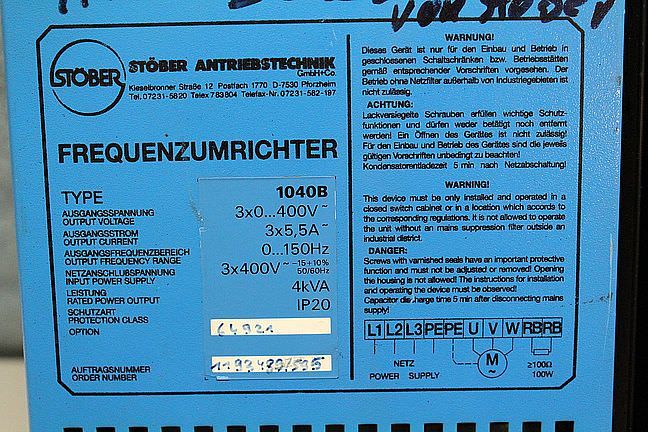 VON STÖBER
STÖBER
STÖBER ANTRIEBSTECHNIK
GmbH+Co.
Kieselbronner Straße 12 Postfach 1770 D-7530 Pforzheim
Tel. 07231-5820 Telex 783804 Telefax-Nr. 07231-582-197
FREQUENZUMRICHTER
TYPE 1040B
AUSGANGSSPANNUNG
OUTPUT VOLTAGE 3x0...400V~
AUSGANGSSTROM
OUTPUT CURRENT 3x5,5A~
AUSGANGSFREQUENZBEREICH
OUTPUT FREQUENCY RANGE 0...150Hz
NETZANSCHLUßSPANNUNG
INPUT POWER SUPPLY 3x400V~ -15+10% 50/60Hz
LEISTUNG
RATED POWER OUTPUT 4kVA
SCHUTZART
PROTECTION CLASS IP20
OPTION 64921
AUFTRAGSNUMMER
ORDER NUMBER
WARNUNG!
Dieses Gerät ist nur für den Einbau und Betrieb in
geschlossenen Schaltschränken bzw. Betriebsstätten
gemäß entsprechender Vorschriften vorgesehen. Der
Betrieb ohne Netzfilter außerhalb von Industriegebieten ist
nicht zulässig.
ACHTUNG:
Lackversiegelte Schrauben erfüllen wichtige Schutz-
funktionen und dürfen weder betätigt noch entfernt
werden! Ein Öffnen des Gerätes ist nicht zulässig!
Für den Einbau und Betrieb des Gerätes sind die jeweils
gültigen Vorschriften unbedingt zu beachten!
Kondensatorentladezeit 5 min nach Netzabschaltung!
WARNING!
This device must be only installed and operated in a
closed switch cabinet or in a location which accords to
the corresponding regulations. It is not allowed to operate
the unit without an mains suppression filter outside an
industrial district.
DANGER:
Screws with varnished seals have an important protective
function and must not be adjusted or removed! Opening
the housing is not allowed! The instructions for installation
and operating the device must be observed!
Capacitor discharge time 5 min after disconnecting mains
supply!
L1 L2 L3 PE PE U V W RB RB
NETZ
POWER SUPPLY
M
~
≥100Ω
100W